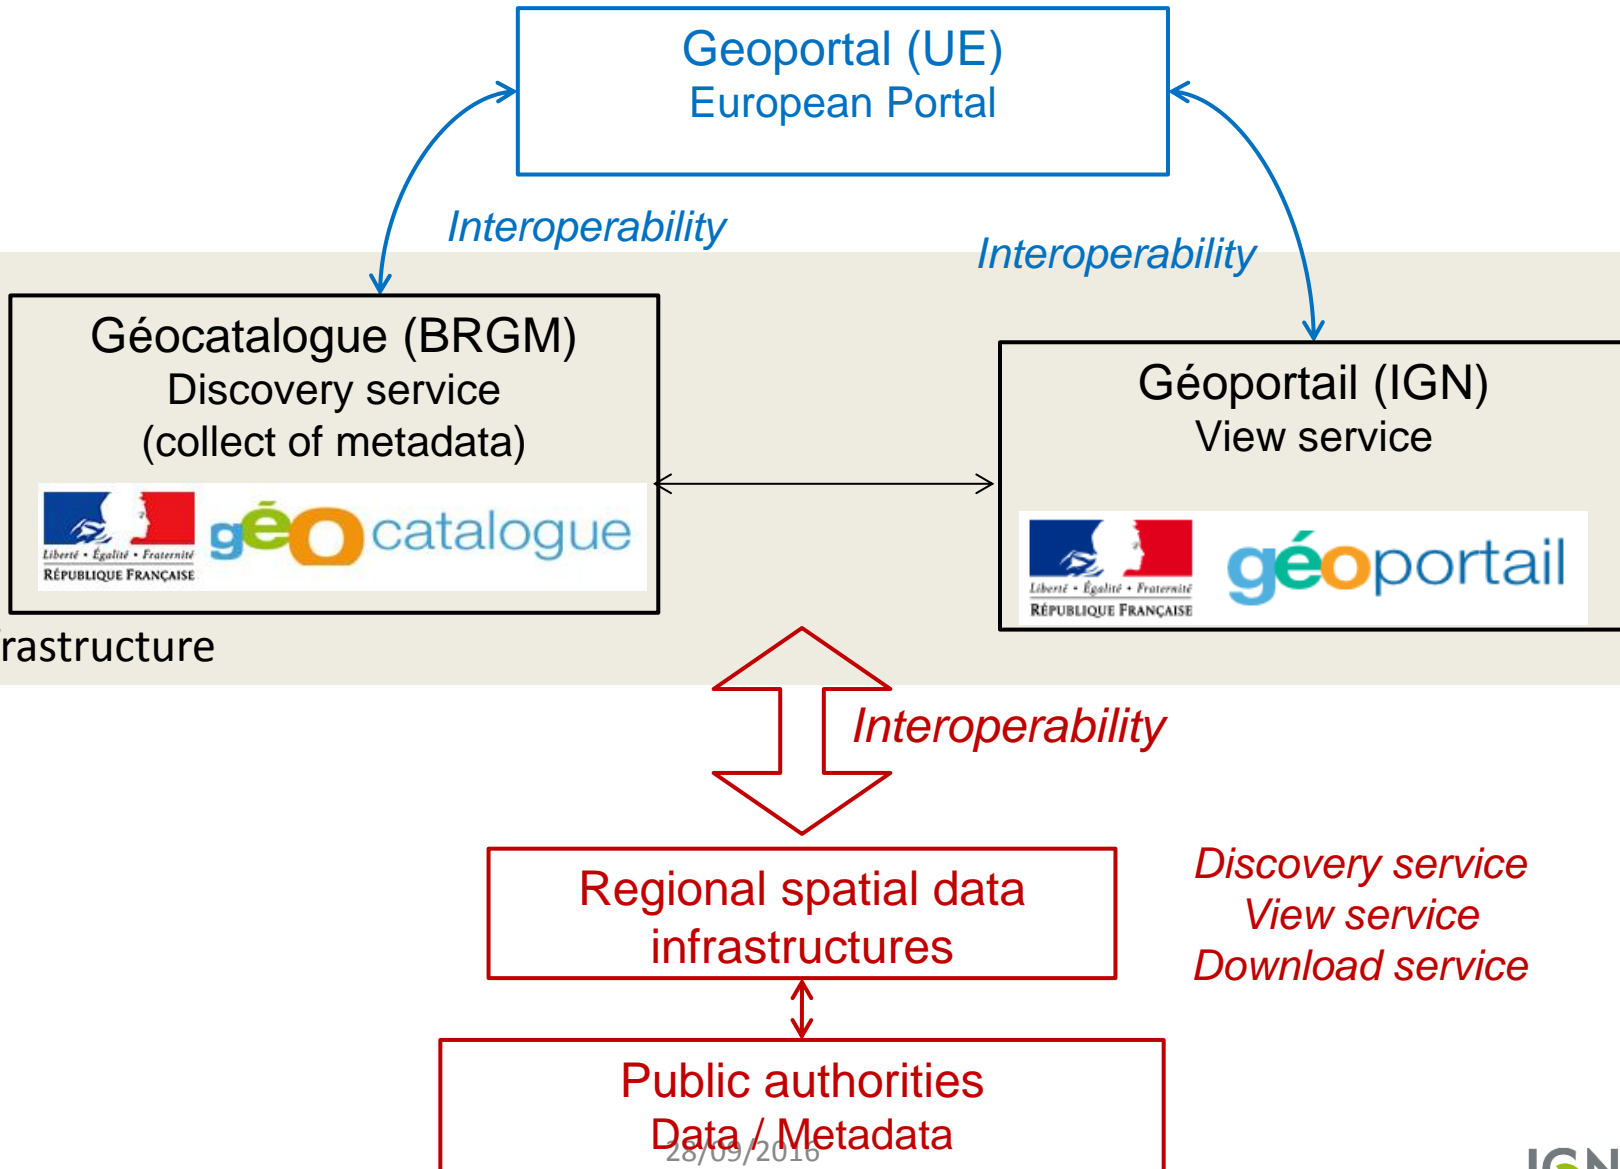 Geoportal (UE)
European Portal
Interoperability
Interoperability
Géocatalogue (BRGM)
Discovery service
(collect of metadata)
Liberté • Égalité • Fraternité
RÉPUBLIQUE FRANÇAISE
géocatalogue
Géoportail (IGN)
View service
Liberté • Égalité • Fraternité
RÉPUBLIQUE FRANÇAISE
géoportail
rastructure
Interoperability
Regional spatial data
infrastructures
Discovery service
View service
Download service
Public authorities
Data / Metadata
28/09/2016
IGN